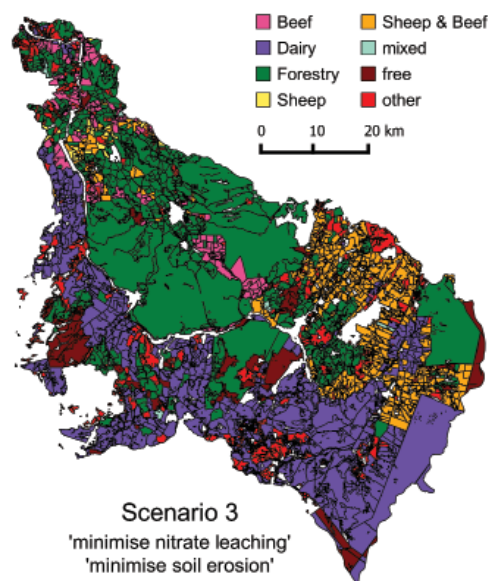 Beef
Dairy
Forestry
Sheep
Sheep & Beef
mixed
free
other
0 10 20 km
Scenario 3
'minimise nitrate leaching'
'minimise soil erosion'